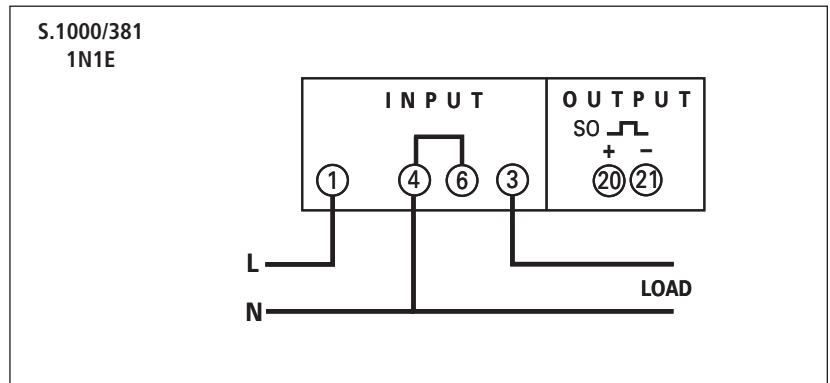 S.1000/381
1N1E
INPUT
OUTPUT
SO
+ −
1 4 6 3 20 21
L
LOAD
N